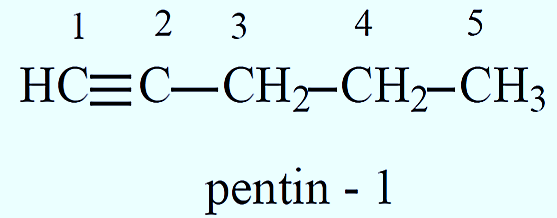 1 2 3 4 5
HC≡C—CH₂–CH₂–CH₃
pentin - 1